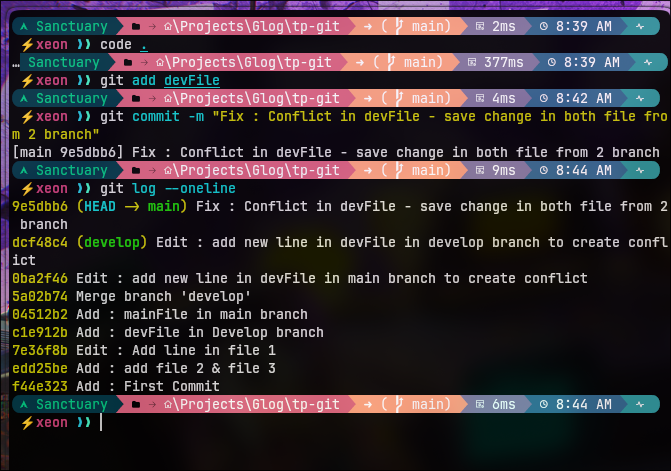 Sanctuary → \Projects\Glog\tp-git → ( main) 2ms 8:39 AM
⚡xeon ❯❯ code .
… Sanctuary → \Projects\Glog\tp-git → ( main) 377ms 8:39 AM
⚡xeon ❯❯ git add devFile
Sanctuary → \Projects\Glog\tp-git → ( main) 4ms 8:42 AM
⚡xeon ❯❯ git commit -m "Fix : Conflict in devFile - save change in both file fro
m 2 branch"
[main 9e5dbb6] Fix : Conflict in devFile - save change in both file from 2 branch
Sanctuary → \Projects\Glog\tp-git → ( main) 9ms 8:44 AM
⚡xeon ❯❯ git log --oneline
9e5dbb6 (HEAD -> main) Fix : Conflict in devFile - save change in both file from 2
branch
dcf48c4 (develop) Edit : add new line in devFile in develop branch to create confl
ict
0ba2f46 Edit : add new line in devFile in main branch to create conflict
5a02b74 Merge branch 'develop'
04512b2 Add : mainFile in main branch
c1e912b Add : devFile in Develop branch
7e36f8b Edit : Add line in file 1
edd25be Add : add file 2 & file 3
f44e323 Add : First Commit
Sanctuary → \Projects\Glog\tp-git → ( main) 6ms 8:44 AM
⚡xeon ❯❯